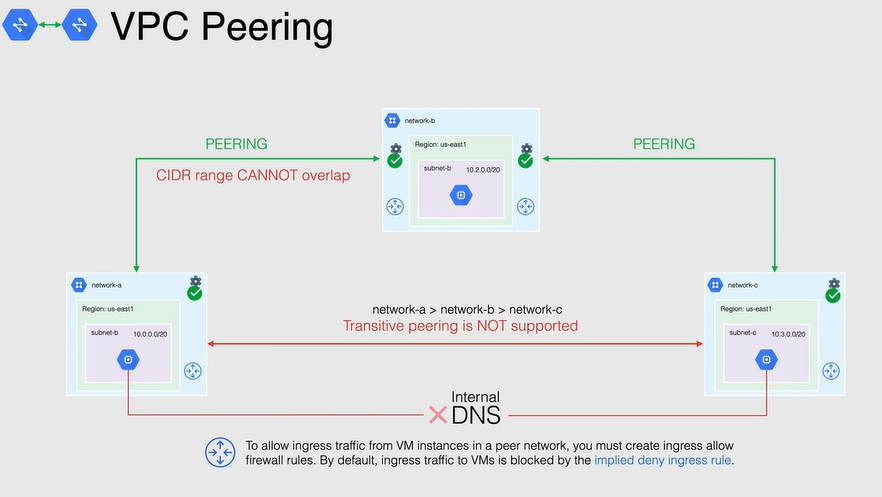 VPC Peering
network-b
PEERING
PEERING
Region: us-east1
CIDR range CANNOT overlap
subnet-b 10.2.0.0/20
network-a
network-c
Region: us-east1
Region: us-east1
network-a > network-b > network-c
Transitive peering is NOT supported
subnet-b 10.0.0.0/20
subnet-c 10.3.0.0/20
Internal
DNS
To allow ingress traffic from VM instances in a peer network, you must create ingress allow
firewall rules. By default, ingress traffic to VMs is blocked by the implied deny ingress rule.